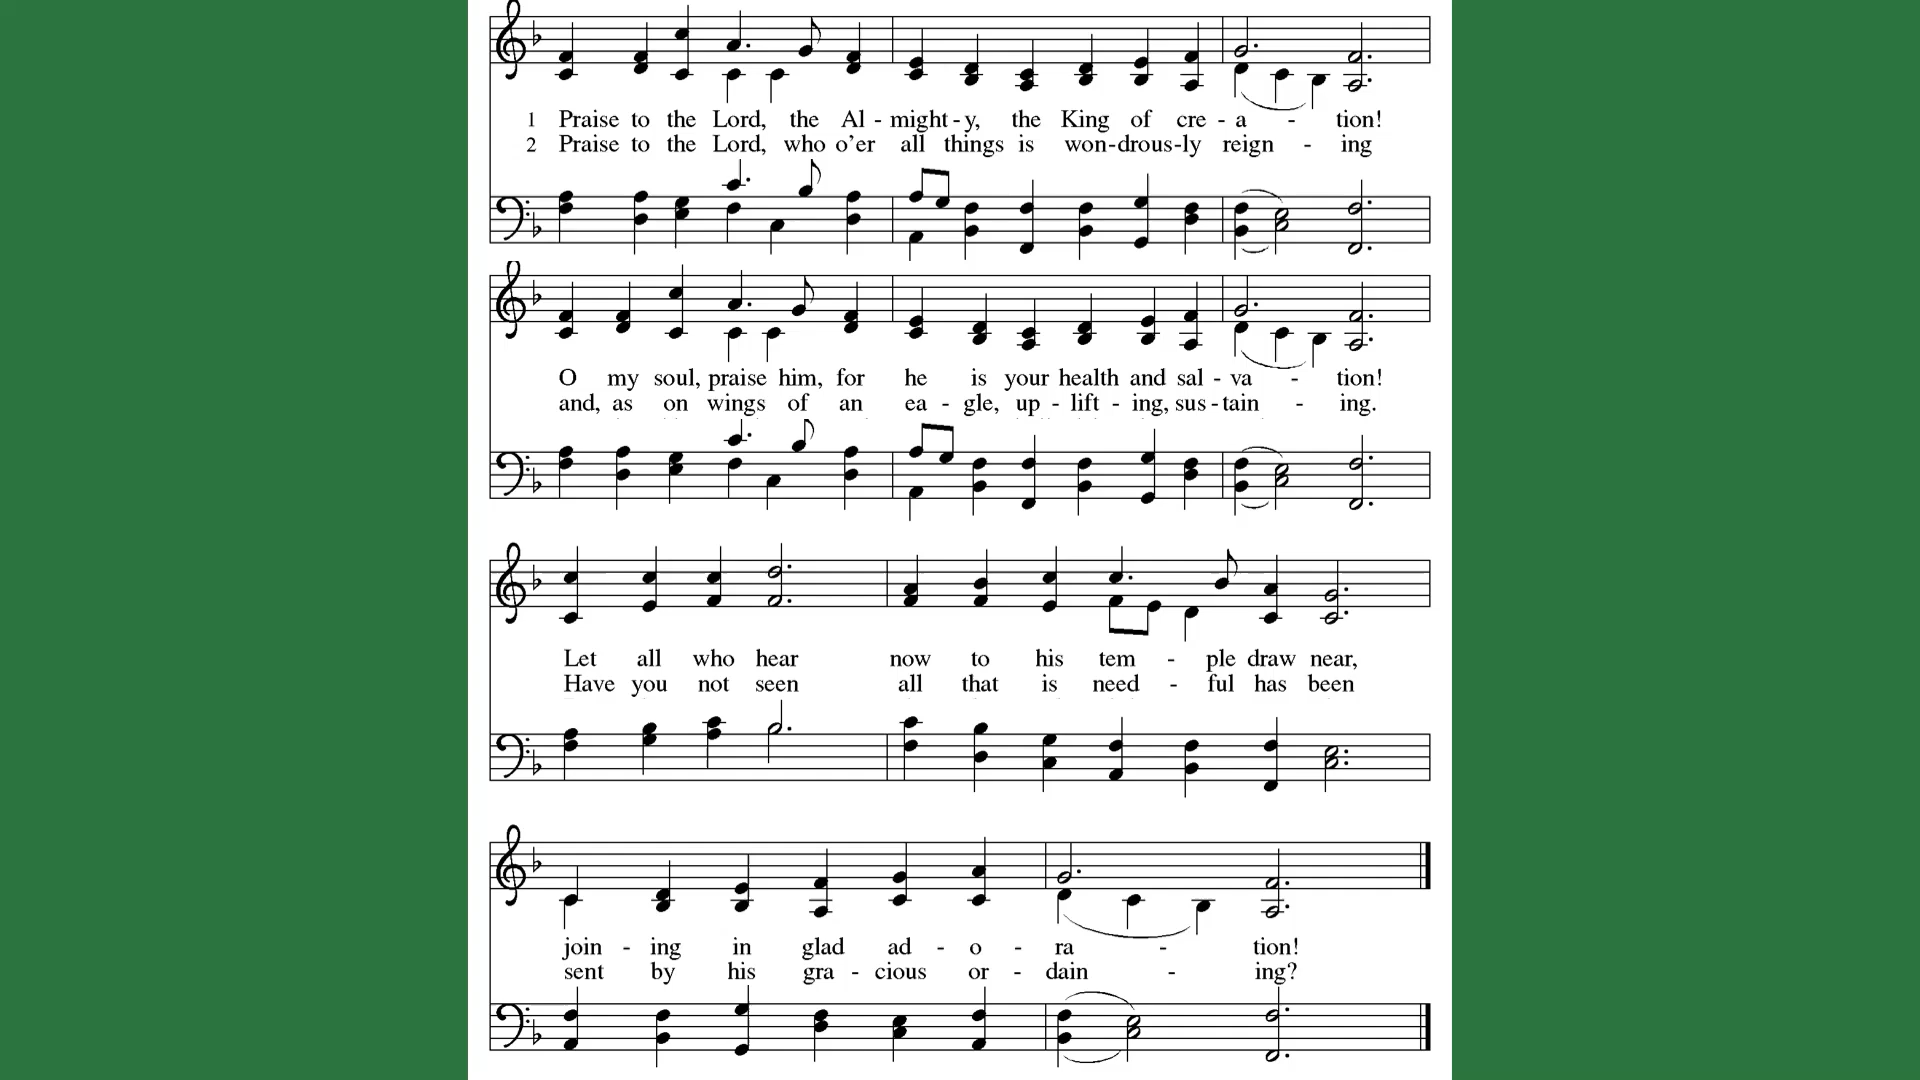 1 Praise to the Lord, the Al - might - y, the King of cre - a - tion!
2 Praise to the Lord, who o'er all things is won-drous-ly reign - ing
O my soul, praise him, for he is your health and sal - va - tion!
and, as on wings of an ea - gle, up - lift - ing, sus - tain - ing.
Let all who hear now to his tem - ple draw near,
Have you not seen all that is need - ful has been
join - ing in glad ad - o - ra - tion!
sent by his gra - cious or - dain - ing?